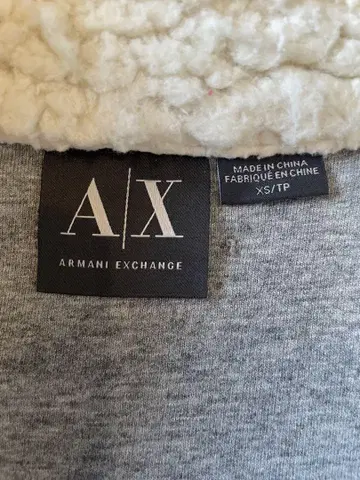 A|X
ARMANI EXCHANGE
MADE IN CHINA
FABRIQUÉ EN CHINE
XS/TP